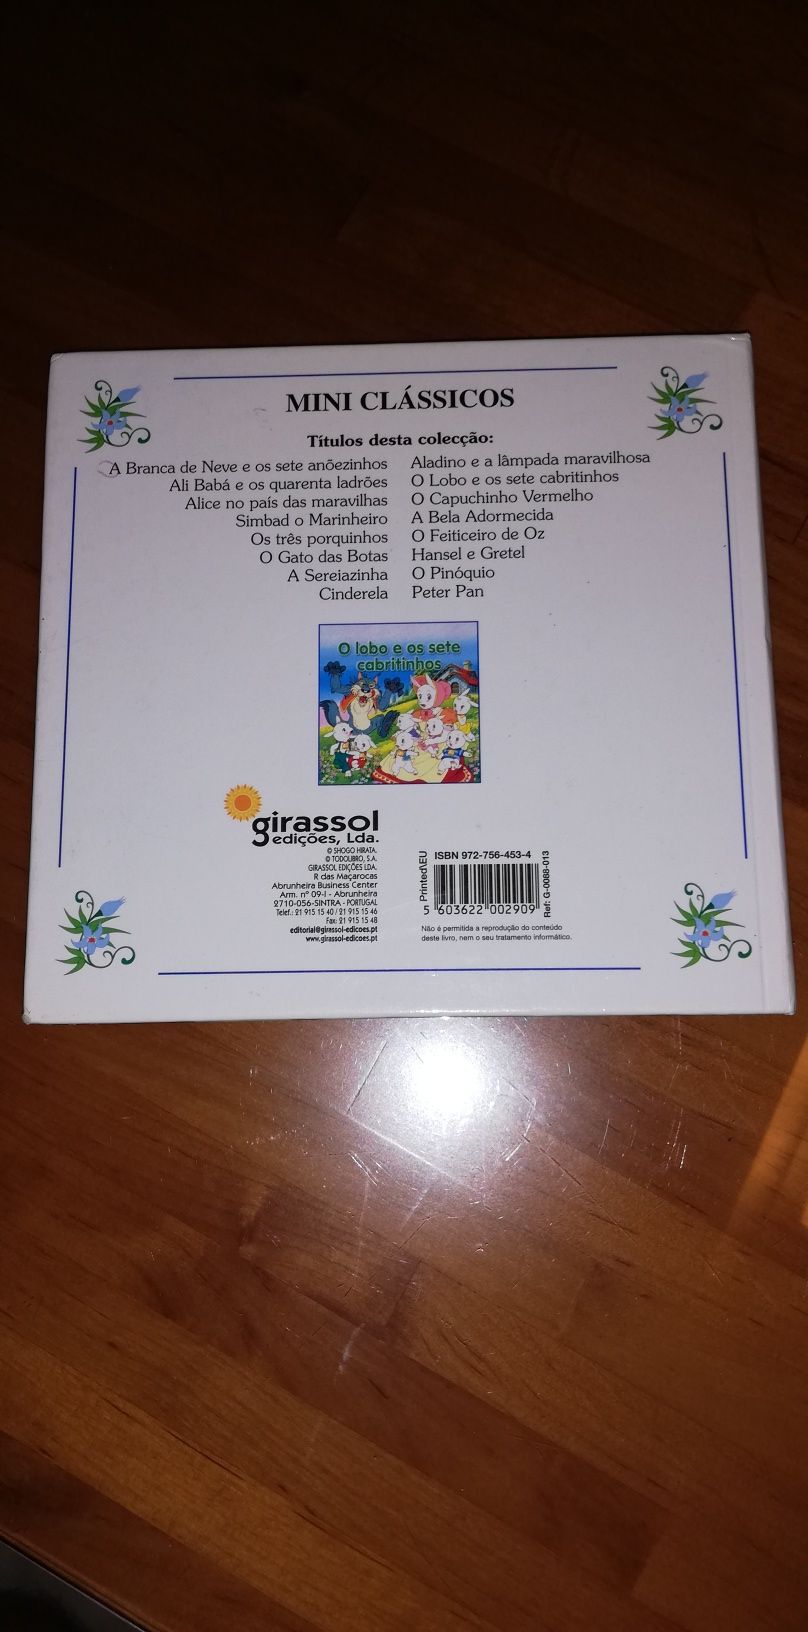 MINI CLÁSSICOS
Títulos desta colecção:
A Branca de Neve e os sete anõezinhos
Ali Babá e os quarenta ladrões
Alice no país das maravilhas
Simbad o Marinheiro
Os três porquinhos
O Gato das Botas
A Sereiazinha
Cinderela
Aladino e a lâmpada maravilhosa
O Lobo e os sete cabritinhos
O Capuchinho Vermelho
A Bela Adormecida
O Feiticeiro de Oz
Hansel e Gretel
O Pinóquio
Peter Pan
O lobo e os sete
cabritinhos
girassol
edições, Lda.
© SHOGO HIRATA.
© TODOLIBRO, S.A.
GIRASSOL EDIÇÕES LDA.
R das Maçarocas
Abrunheira Business Center
Arm. nº 09-I - Abrunheira
2710-056-SINTRA - PORTUGAL
Telef.: 21 915 15 40 / 21 915 15 46
Fax: 21 915 15 48
editorial@girassol-edicoes.pt
www.girassol-edicoes.pt
Printed\EU
ISBN 972-756-453-4
5 603622 002909
Ref: G-0088-013
Não é permitida a reprodução do conteúdo
deste livro, nem o seu tratamento informático.